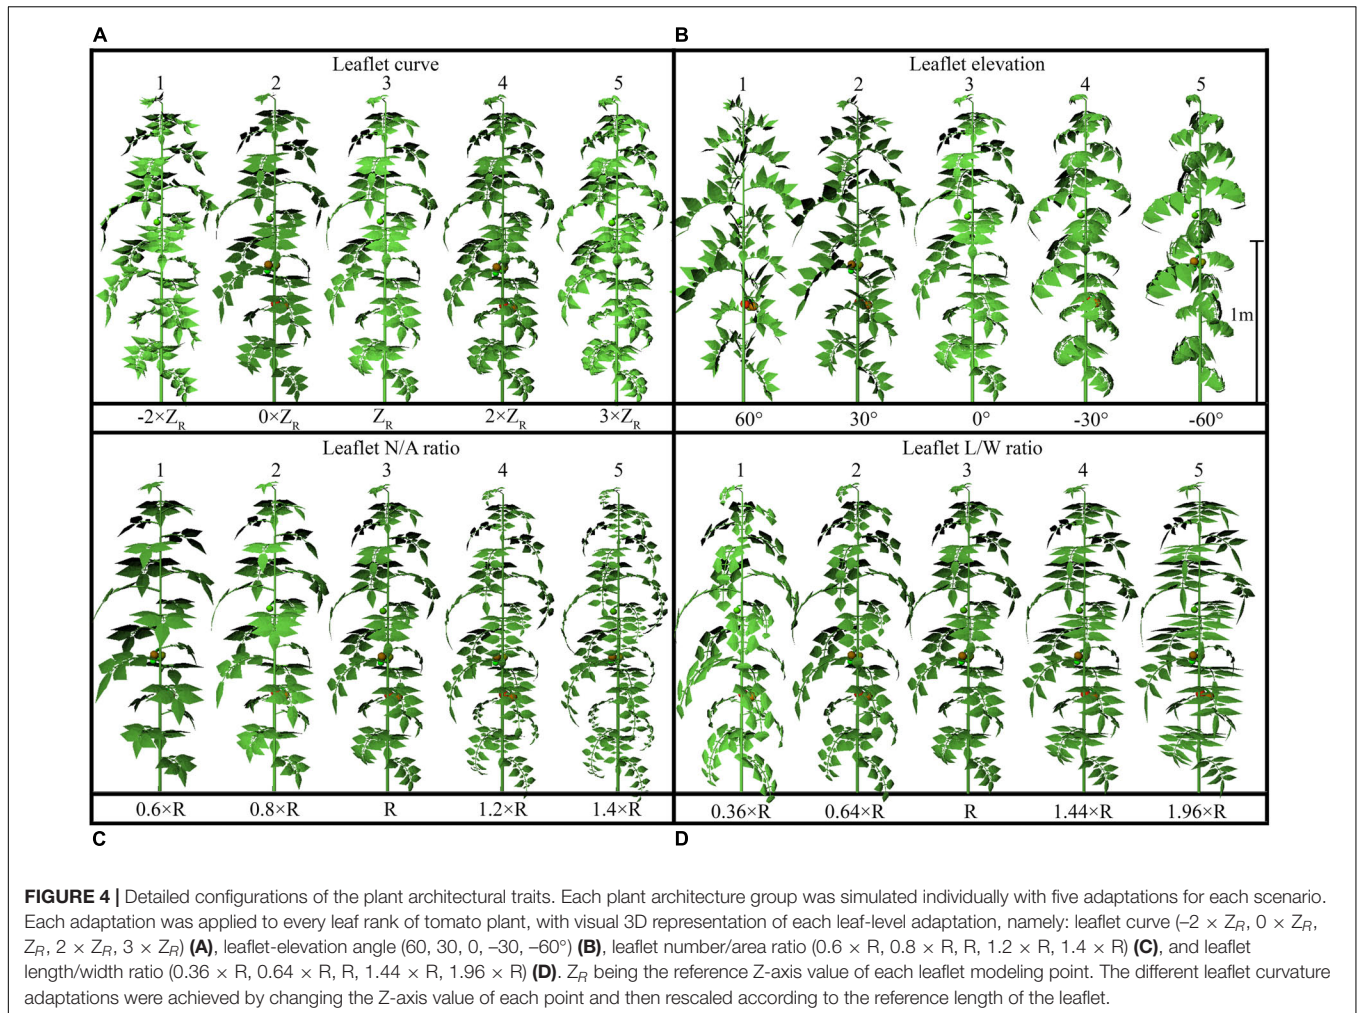 A
B
Leaflet curve
Leaflet elevation
1 2 3 4 5
1 2 3 4 5
1m
-2×Z_R 0×Z_R Z_R 2×Z_R 3×Z_R
60° 30° 0° -30° -60°
Leaflet N/A ratio
Leaflet L/W ratio
1 2 3 4 5
1 2 3 4 5
0.6×R 0.8×R R 1.2×R 1.4×R
0.36×R 0.64×R R 1.44×R 1.96×R
C
D
FIGURE 4 | Detailed configurations of the plant architectural traits. Each plant architecture group was simulated individually with five adaptations for each scenario.
Each adaptation was applied to every leaf rank of tomato plant, with visual 3D representation of each leaf-level adaptation, namely: leaflet curve (–2 × Z_R, 0 × Z_R,
Z_R, 2 × Z_R, 3 × Z_R) (A), leaflet-elevation angle (60, 30, 0, –30, –60°) (B), leaflet number/area ratio (0.6 × R, 0.8 × R, R, 1.2 × R, 1.4 × R) (C), and leaflet
length/width ratio (0.36 × R, 0.64 × R, R, 1.44 × R, 1.96 × R) (D). Z_R being the reference Z-axis value of each leaflet modeling point. The different leaflet curvature
adaptations were achieved by changing the Z-axis value of each point and then rescaled according to the reference length of the leaflet.